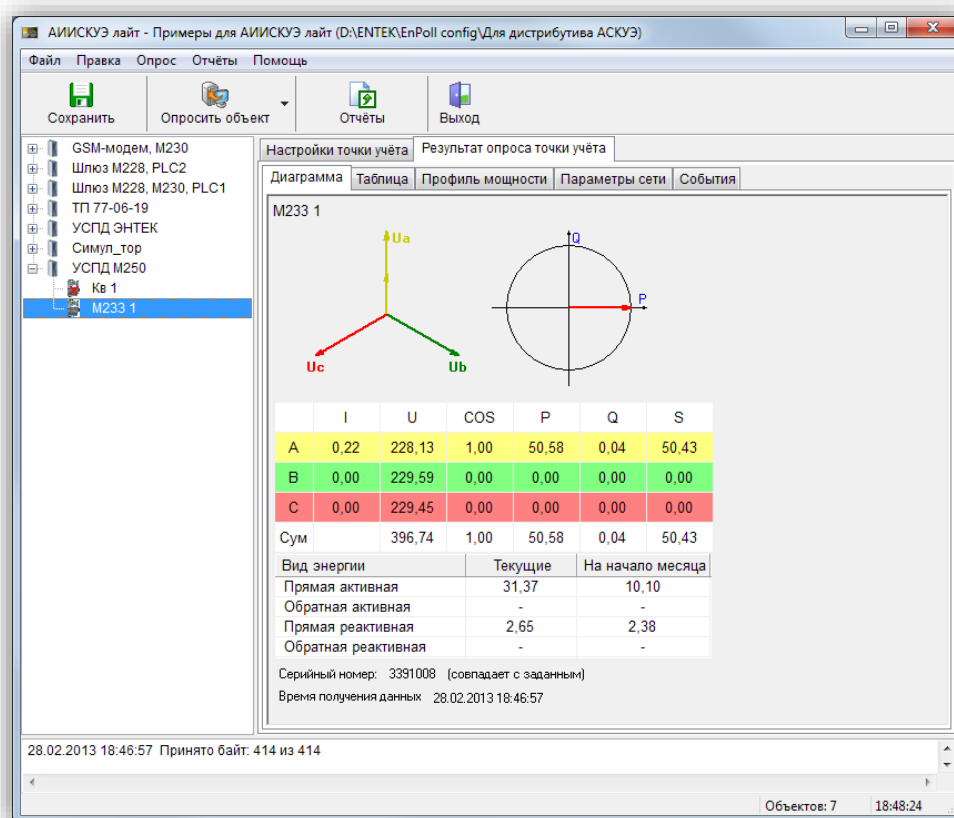 АИИСКУЭ лайт - Примеры для АИИСКУЭ лайт (D:\ENTEK\EnPoll config\Для дистрибутива АСКУЭ)
Файл Правка Опрос Отчёты Помощь
Сохранить Опросить объект Отчёты Выход
GSM-модем, М230
Шлюз М228, PLC2
Шлюз М228, М230, PLC1
ТП 77-06-19
УСПД ЭНТЕК
Симул_тор
УСПД М250
Кв 1
М233 1
Настройки точки учёта Результат опроса точки учёта
Диаграмма Таблица Профиль мощности Параметры сети События
М233 1
Ua Q
P
Uc Ub
I U COS P Q S
A 0,22 228,13 1,00 50,58 0,04 50,43
B 0,00 229,59 0,00 0,00 0,00 0,00
C 0,00 229,45 0,00 0,00 0,00 0,00
Сум 396,74 1,00 50,58 0,04 50,43
Вид энергии Текущие На начало месяца
Прямая активная 31,37 10,10
Обратная активная - -
Прямая реактивная 2,65 2,38
Обратная реактивная - -
Серийный номер: 3391008 (совпадает с заданным)
Время получения данных 28.02.2013 18:46:57
28.02.2013 18:46:57 Принято байт: 414 из 414
Объектов: 7 18:48:24